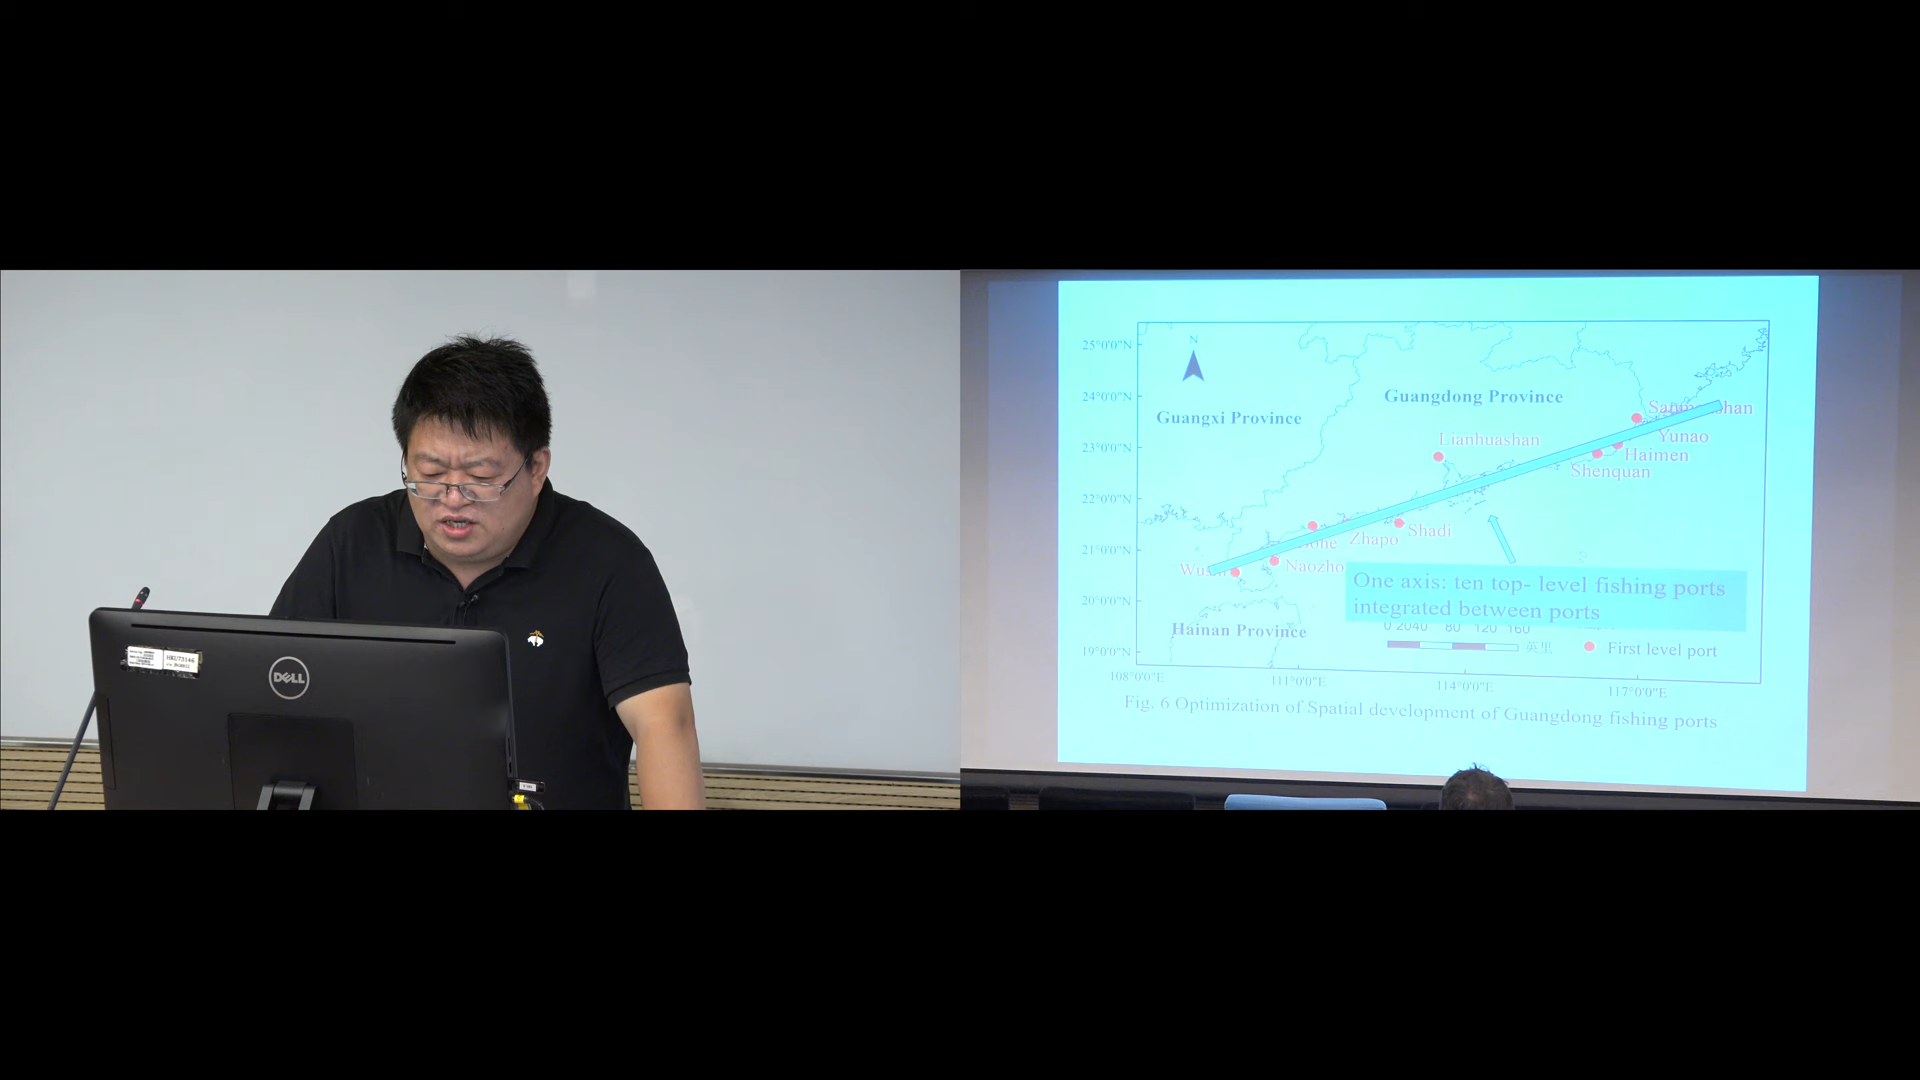 DELL
HKU73146
25°0'0"N
24°0'0"N
23°0'0"N
22°0'0"N
21°0'0"N
20°0'0"N
19°0'0"N
N
Guangdong Province
Guangxi Province
Lianhuashan
Yunao
Haimen
Shenquan
Shadi
Zhapo
Naozho
Hainan Province
One axis: ten top- level fishing ports
integrated between ports
0 2040 80 120 160
英里
First level port
108°0'0"E
111°0'0"E
114°0'0"E
117°0'0"E
Fig. 6 Optimization of Spatial development of Guangdong fishing ports